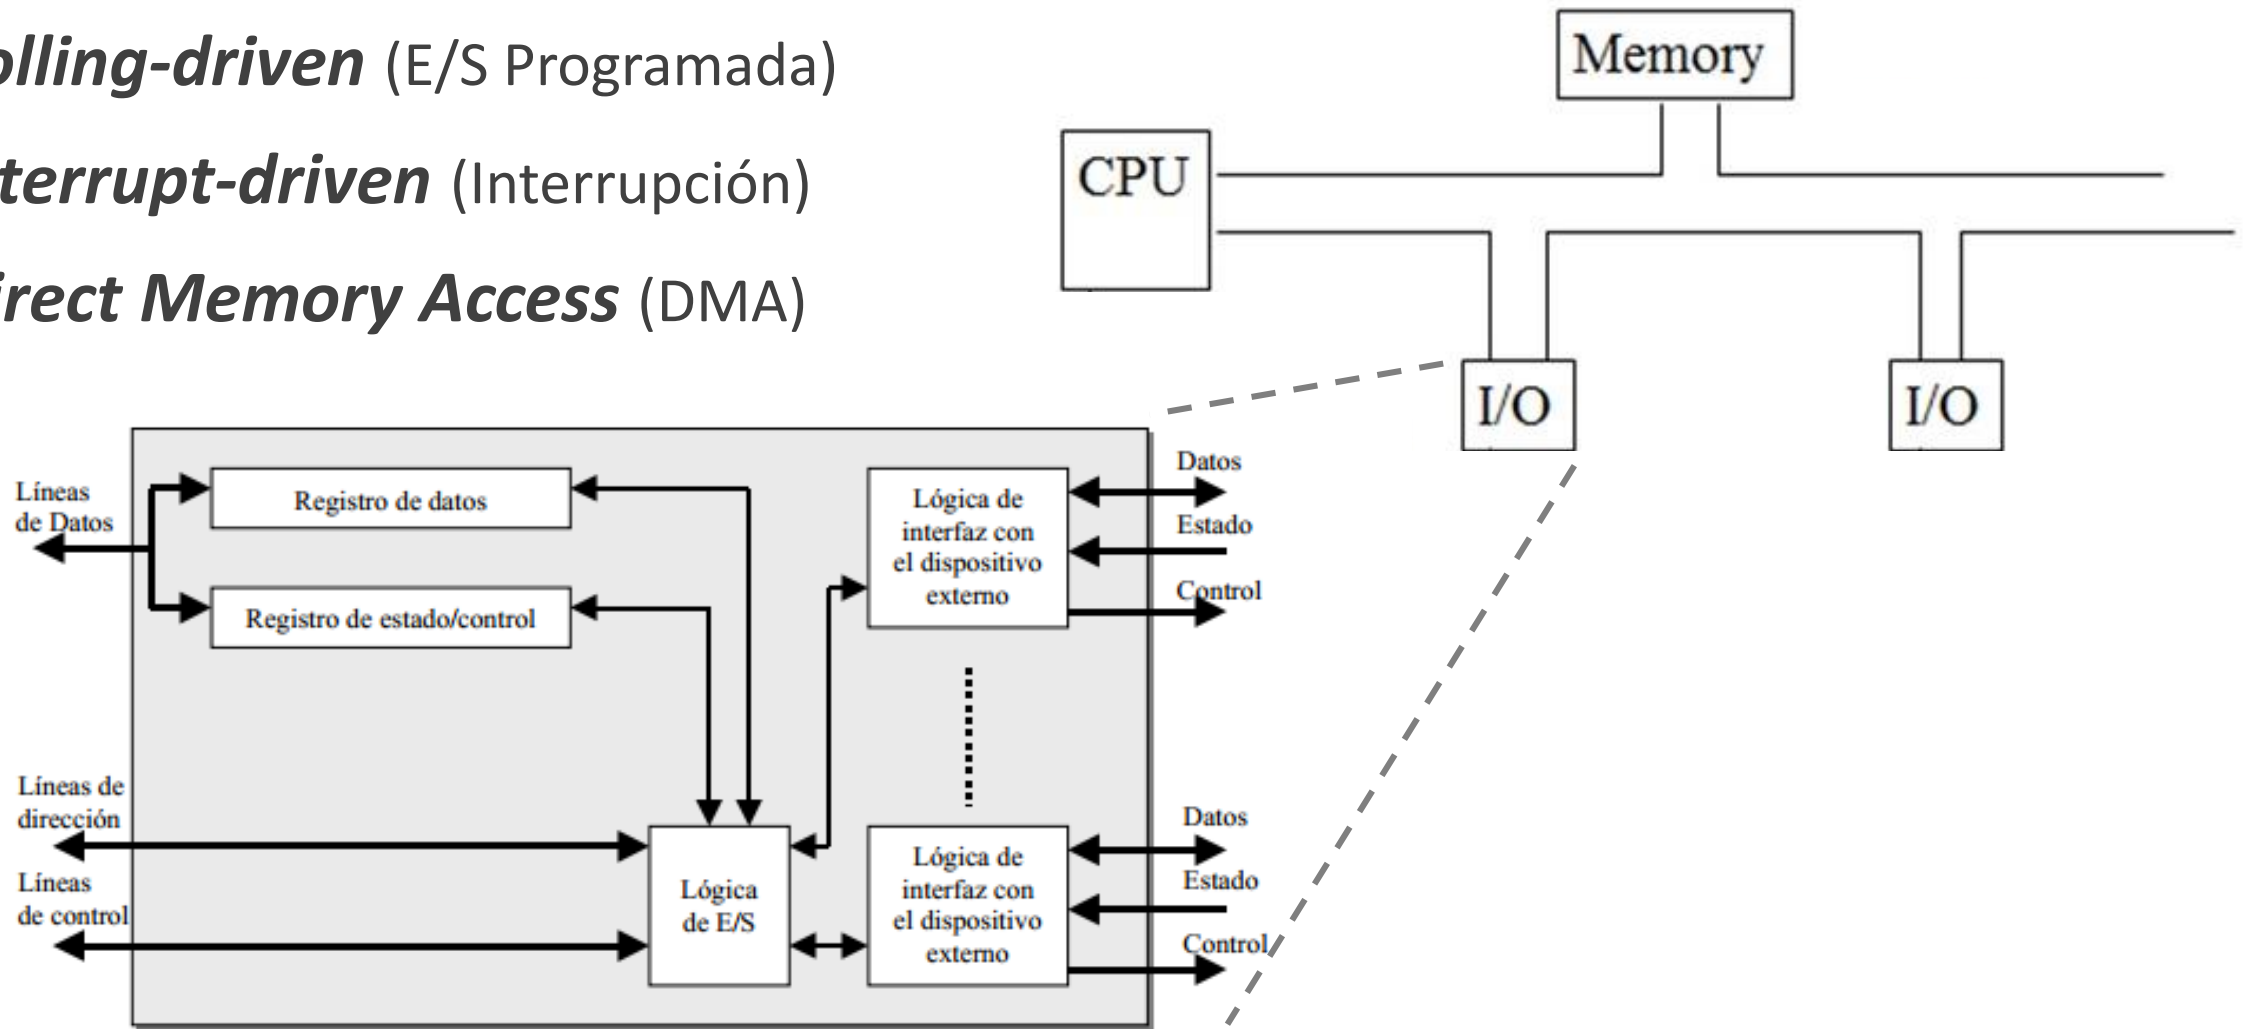 olling-driven (E/S Programada)
terrupt-driven (Interrupción)
irect Memory Access (DMA)
Memory
CPU
I/O
I/O
Líneas
de Datos
Registro de datos
Registro de estado/control
Lógica de
interfaz con
el dispositivo
externo
Datos
Estado
Control
Líneas de
dirección
Líneas
de control
Lógica
de E/S
Lógica de
interfaz con
el dispositivo
externo
Datos
Estado
Control